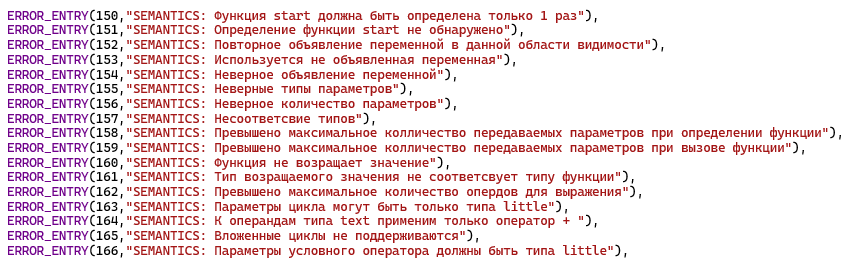 ERROR_ENTRY(150,"SEMANTICS: Функция start должна быть определена только 1 раз"),
ERROR_ENTRY(151,"SEMANTICS: Определение функции start не обнаружено"),
ERROR_ENTRY(152,"SEMANTICS: Повторное объявление переменной в данной области видимости"),
ERROR_ENTRY(153,"SEMANTICS: Используется не объявленная переменная"),
ERROR_ENTRY(154,"SEMANTICS: Неверное объявление переменной"),
ERROR_ENTRY(155,"SEMANTICS: Неверные типы параметров"),
ERROR_ENTRY(156,"SEMANTICS: Неверное количество параметров"),
ERROR_ENTRY(157,"SEMANTICS: Несоответсвие типов"),
ERROR_ENTRY(158,"SEMANTICS: Превышено максимальное колличество передаваемых параметров при определении функции"),
ERROR_ENTRY(159,"SEMANTICS: Превышено максимальное колличество передаваемых параметров при вызове функции"),
ERROR_ENTRY(160,"SEMANTICS: Функция не возращает значение"),
ERROR_ENTRY(161,"SEMANTICS: Тип возращаемого значения не соответсвует типу функции"),
ERROR_ENTRY(162,"SEMANTICS: Превышено максимальное количество опердов для выражения"),
ERROR_ENTRY(163,"SEMANTICS: Параметры цикла могут быть только типа little"),
ERROR_ENTRY(164,"SEMANTICS: К операндам типа text применим только оператор + "),
ERROR_ENTRY(165,"SEMANTICS: Вложенные циклы не поддерживаются"),
ERROR_ENTRY(166,"SEMANTICS: Параметры условного оператора должны быть типа little"),